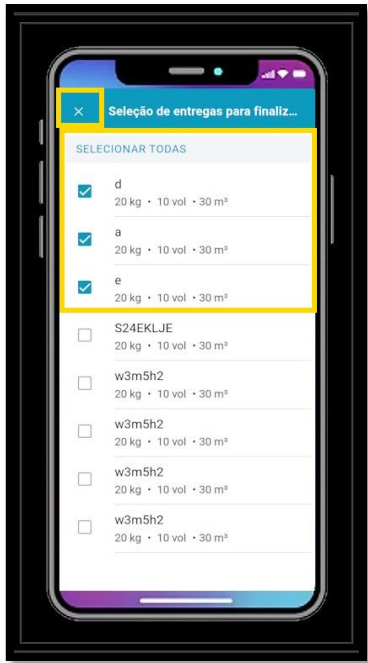 Seleção de entregas para finaliz...
SELECIONAR TODAS
d
20 kg • 10 vol • 30 m³
a
20 kg • 10 vol • 30 m³
e
20 kg • 10 vol • 30 m³
S24EKLJE
20 kg • 10 vol • 30 m³
w3m5h2
20 kg • 10 vol • 30 m³
w3m5h2
20 kg • 10 vol • 30 m³
w3m5h2
20 kg • 10 vol • 30 m³
w3m5h2
20 kg • 10 vol • 30 m³